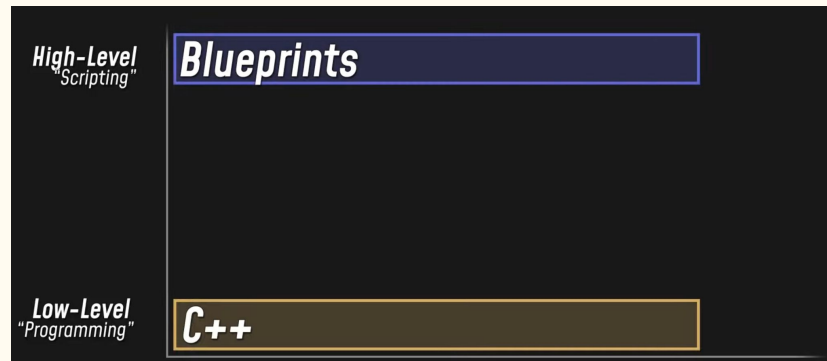 High-Level
"Scripting"
Blueprints
Low-Level
"Programming"
C++